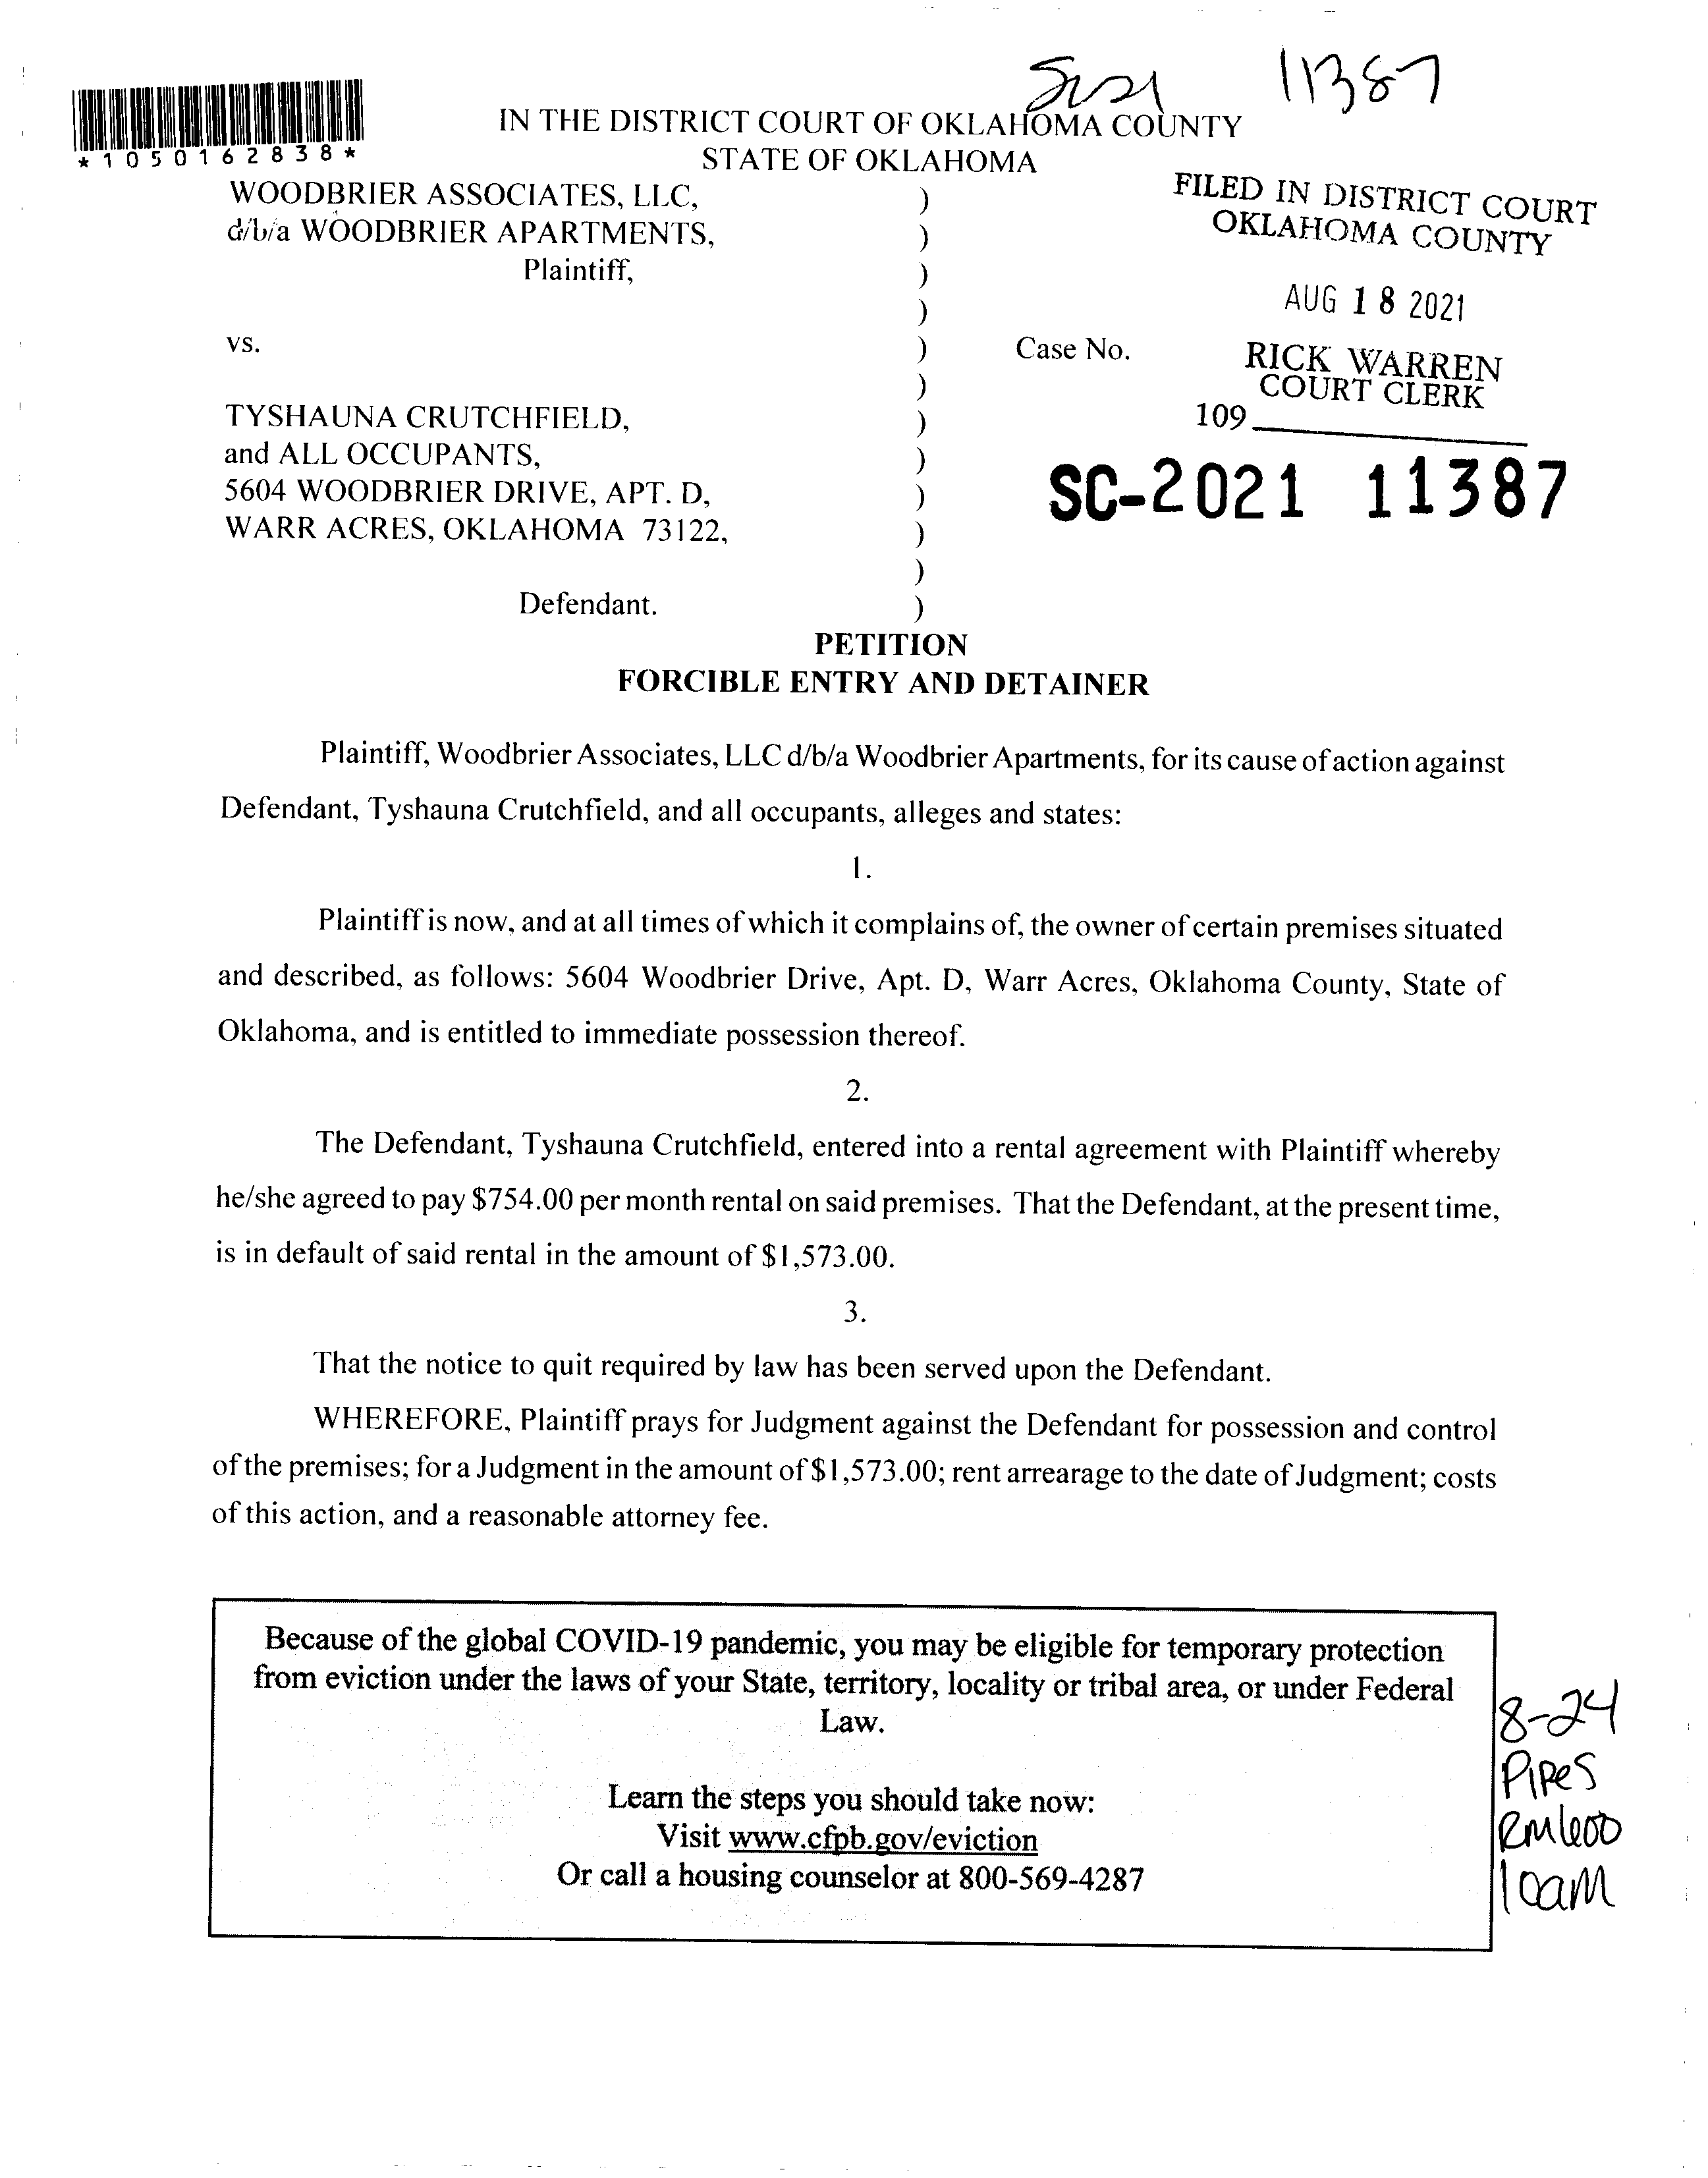 11387
IN THE DISTRICT COURT OF OKLAHOMA COUNTY
*1050162838*
STATE OF OKLAHOMA
WOODBRIER ASSOCIATES, LLC, )
d/b/a WOODBRIER APARTMENTS, )
Plaintiff, )
)
FILED IN DISTRICT COURT
OKLAHOMA COUNTY
AUG 18 2021
vs. ) Case No.
)
RICK WARREN
COURT CLERK
109
TYSHAUNA CRUTCHFIELD, )
and ALL OCCUPANTS, )
5604 WOODBRIER DRIVE, APT. D, )
WARR ACRES, OKLAHOMA 73122, )
)
SC-2021 11387
Defendant. )
PETITION
FORCIBLE ENTRY AND DETAINER
Plaintiff, Woodbrier Associates, LLC d/b/a Woodbrier Apartments, for its cause of action against
Defendant, Tyshauna Crutchfield, and all occupants, alleges and states:
1.
Plaintiff is now, and at all times of which it complains of, the owner of certain premises situated
and described, as follows: 5604 Woodbrier Drive, Apt. D, Warr Acres, Oklahoma County, State of
Oklahoma, and is entitled to immediate possession thereof.
2.
The Defendant, Tyshauna Crutchfield, entered into a rental agreement with Plaintiff whereby
he/she agreed to pay $754.00 per month rental on said premises. That the Defendant, at the present time,
is in default of said rental in the amount of $1,573.00.
3.
That the notice to quit required by law has been served upon the Defendant.
WHEREFORE, Plaintiff prays for Judgment against the Defendant for possession and control
of the premises; for a Judgment in the amount of $1,573.00; rent arrearage to the date of Judgment; costs
of this action, and a reasonable attorney fee.
Because of the global COVID-19 pandemic, you may be eligible for temporary protection
from eviction under the laws of your State, territory, locality or tribal area, or under Federal
Law.
Learn the steps you should take now:
Visit www.cfpb.gov/eviction
Or call a housing counselor at 800-569-4287
8-24
Pipes
Rm600
10am